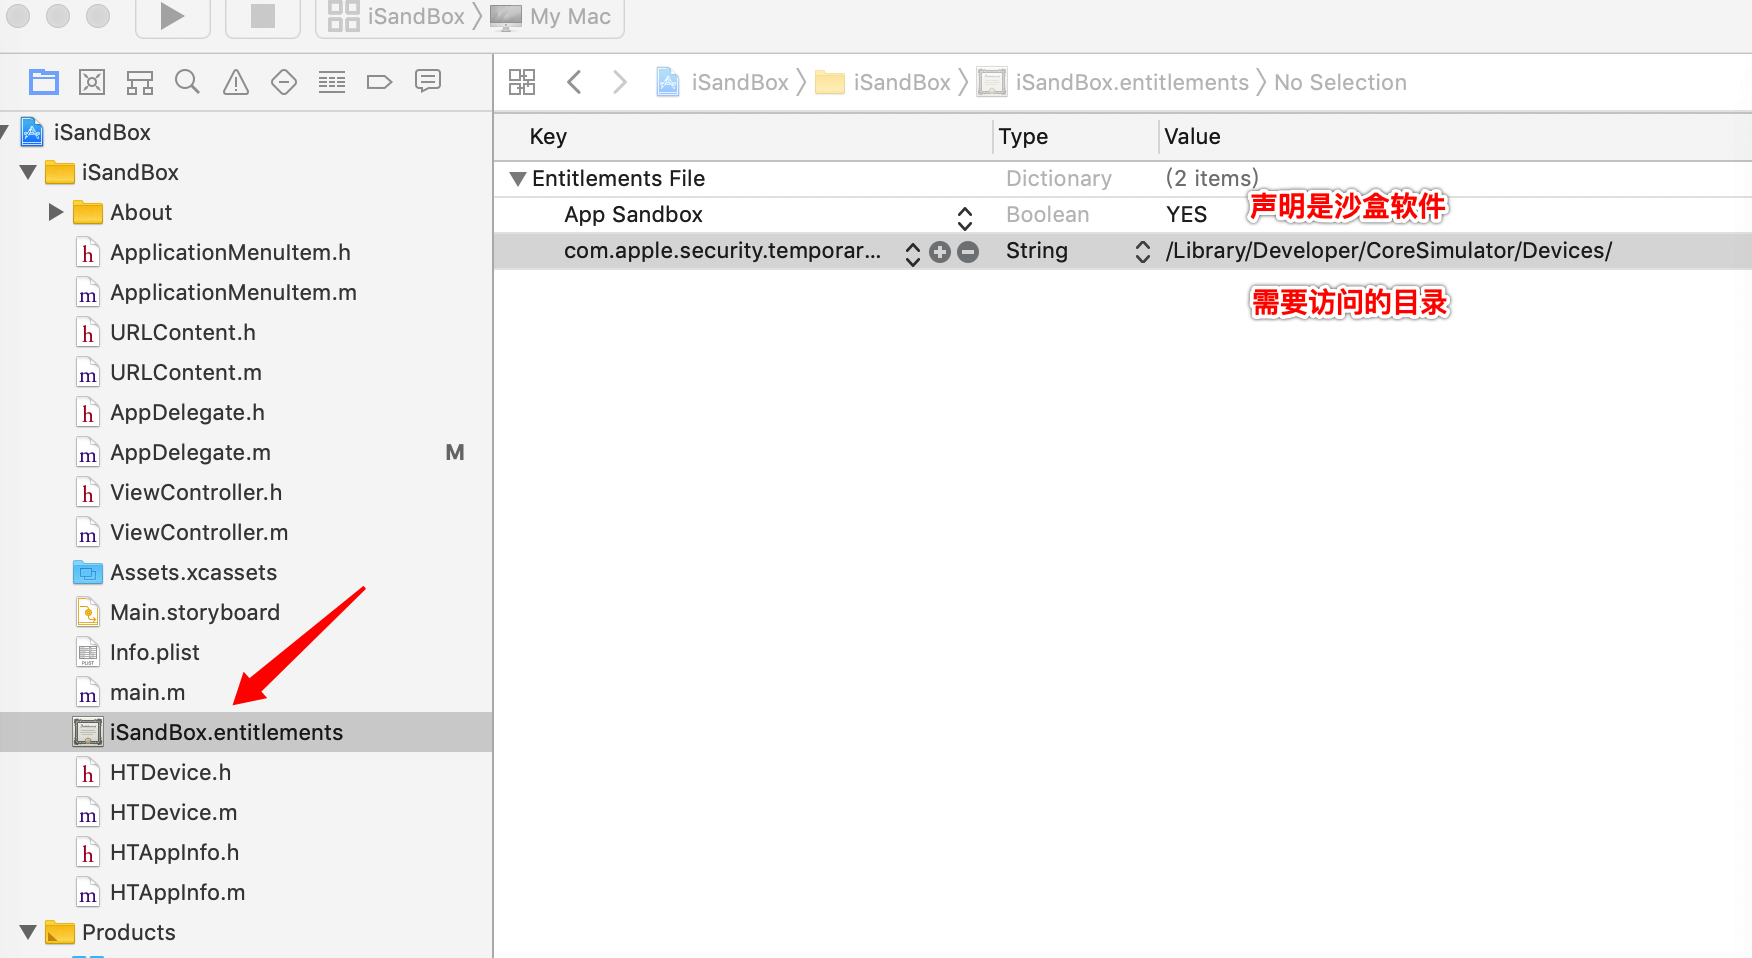 iSandBox My Mac
iSandBox iSandBox iSandBox.entitlements No Selection
iSandBox
iSandBox
About
ApplicationMenuItem.h
ApplicationMenuItem.m
URLContent.h
URLContent.m
AppDelegate.h
AppDelegate.m M
ViewController.h
ViewController.m
Assets.xcassets
Main.storyboard
Info.plist
main.m
iSandBox.entitlements
HTDevice.h
HTDevice.m
HTAppInfo.h
HTAppInfo.m
Products
Key Type Value
Entitlements File Dictionary (2 items)
声明是沙盒软件
App Sandbox Boolean YES
com.apple.security.temporar... String /Library/Developer/CoreSimulator/Devices/
需要访问的目录